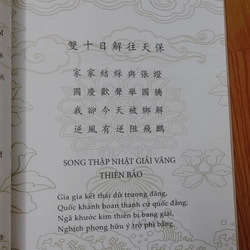 雙十日解往天保
家家結綵與張燈
國慶歡聲舉國騰
我卻今天被綁解
逆風有逆阻飛鵬
SONG THẬP NHẬT GIẢI VÃNG
THIÊN BẢO
Gia gia kết thái dữ trương đăng,
Quốc khánh hoan thanh cử quốc đằng,
Ngã khước kim thiên bị bang giải,
Nghịch phong hữu ý trở phi bằng.